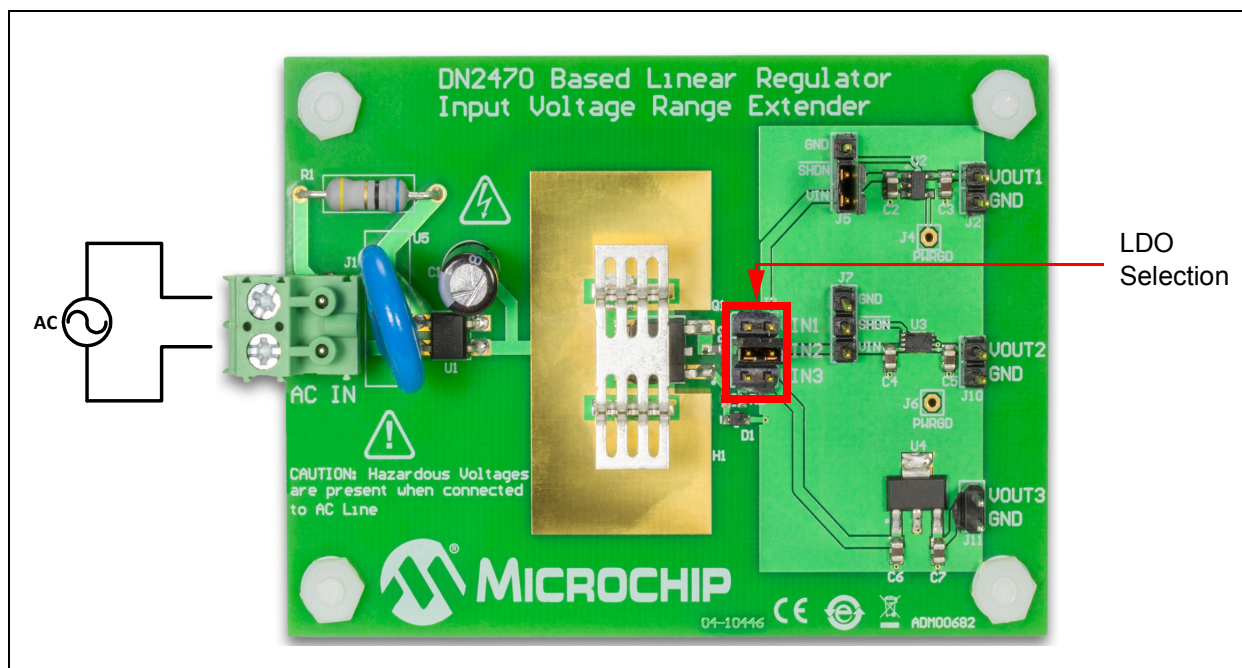 DN2470 Based Linear Regulator
Input Voltage Range Extender
R1
U5
J1
C1
U1
AC
AC IN
CAUTION: Hazardous Voltages
are present when connected
to AC Line
H1
IN1
IN2
IN3
D1
LDO
Selection
GND
SHDN
VIN
J5
U2
C2
C3
VOUT1
GND
J2
J4
PWRGD
J7
GND
SHDN
VIN
U3
C4
C5
VOUT2
GND
J10
J6
PWRGD
U4
VOUT3
GND
J11
C6
C7
MICROCHIP
®
04-10446
CE
e
ADM00682